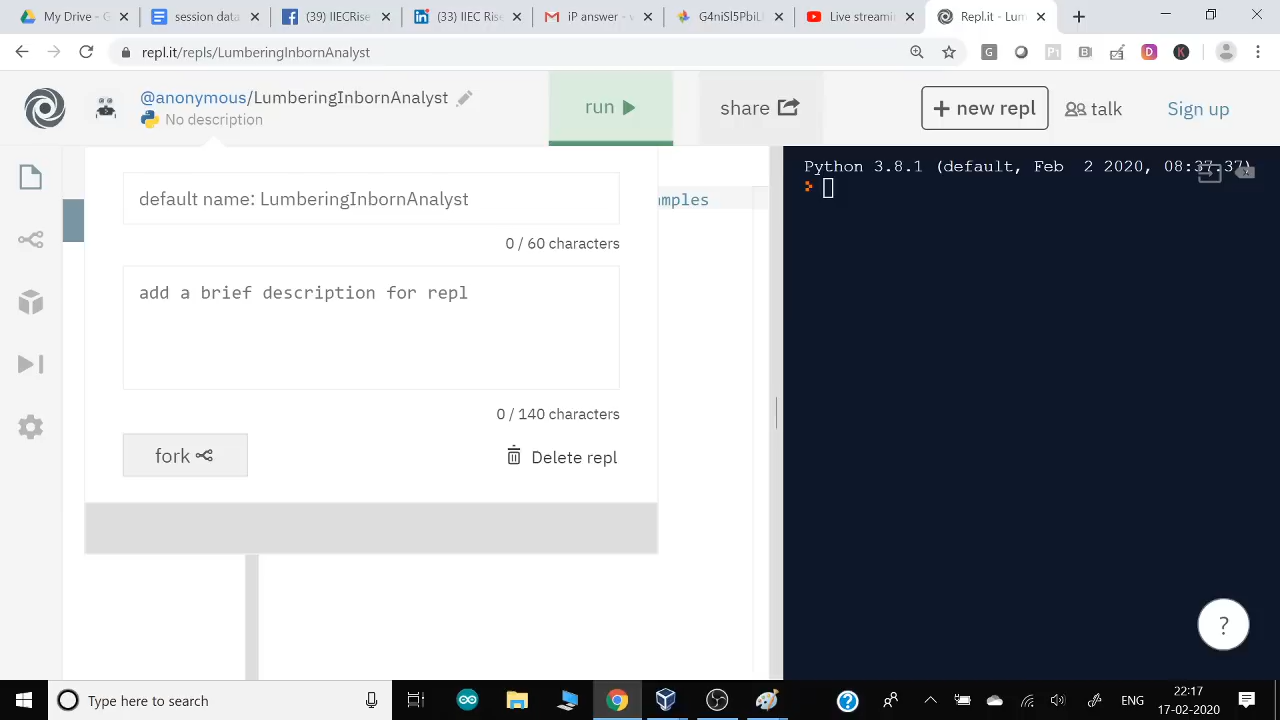 My Drive - G
session data
(39) IIECRise
(33) IIEC Rise
iP answer - v
G4niSEPbiLI
Live streami
Repl.it - Lum
repl.it/repls/LumberingInbornAnalyst
@anonymous/LumberingInbornAnalyst
No description
run
share
+ new repl
talk
Sign up
default name: LumberingInbornAnalyst
0 / 60 characters
add a brief description for repl
0 / 140 characters
fork
Delete repl
mples
Python 3.8.1 (default, Feb 2 2020, 08:37:37)
?
Type here to search
ENG
22:17
17-02-2020